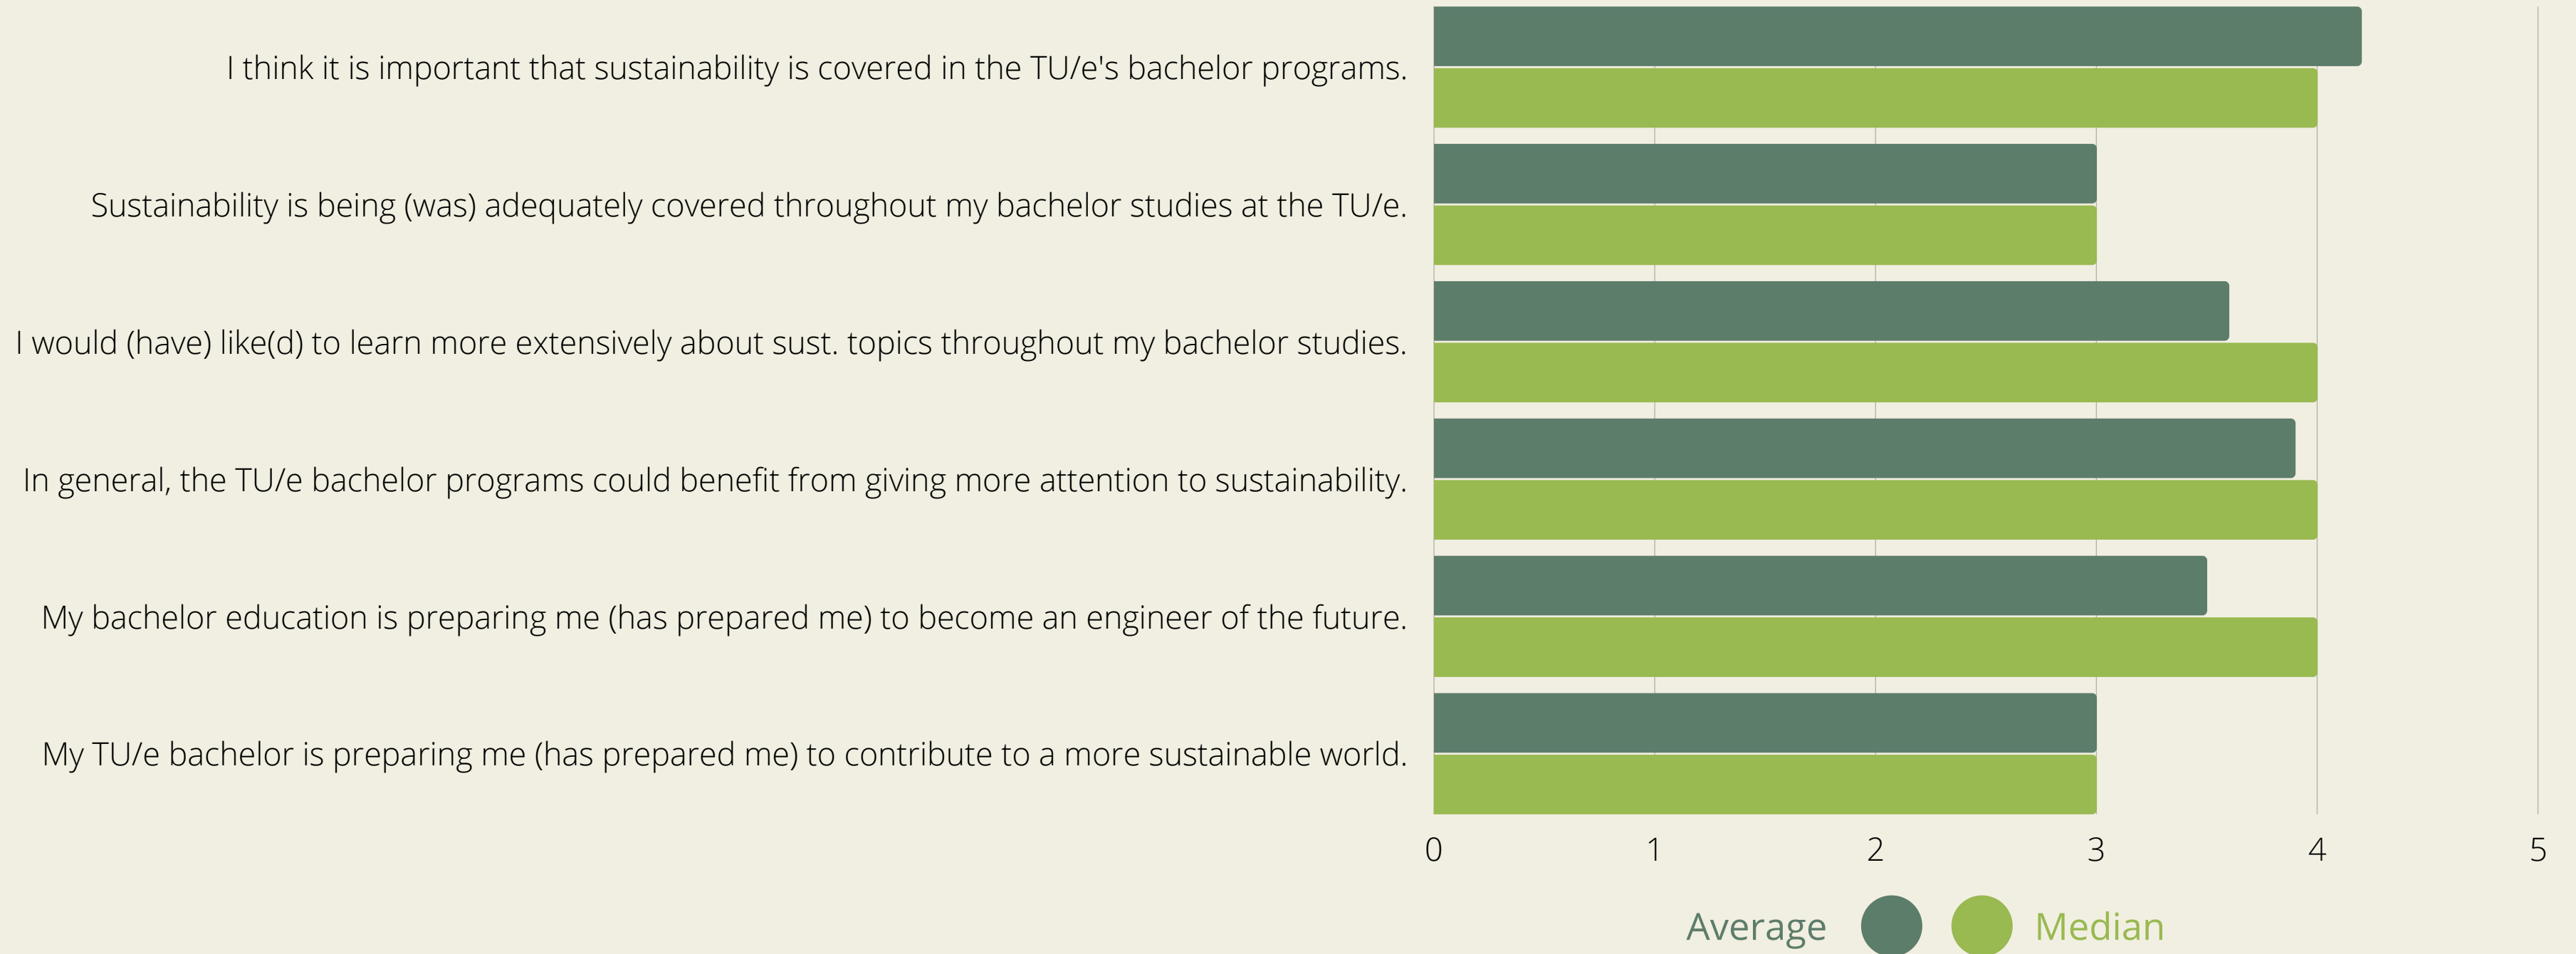 I think it is important that sustainability is covered in the TU/e's bachelor programs.
Sustainability is being (was) adequately covered throughout my bachelor studies at the TU/e.
I would (have) like(d) to learn more extensively about sust. topics throughout my bachelor studies.
In general, the TU/e bachelor programs could benefit from giving more attention to sustainability.
My bachelor education is preparing me (has prepared me) to become an engineer of the future.
My TU/e bachelor is preparing me (has prepared me) to contribute to a more sustainable world.
0 1 2 3 4 5
Average Median